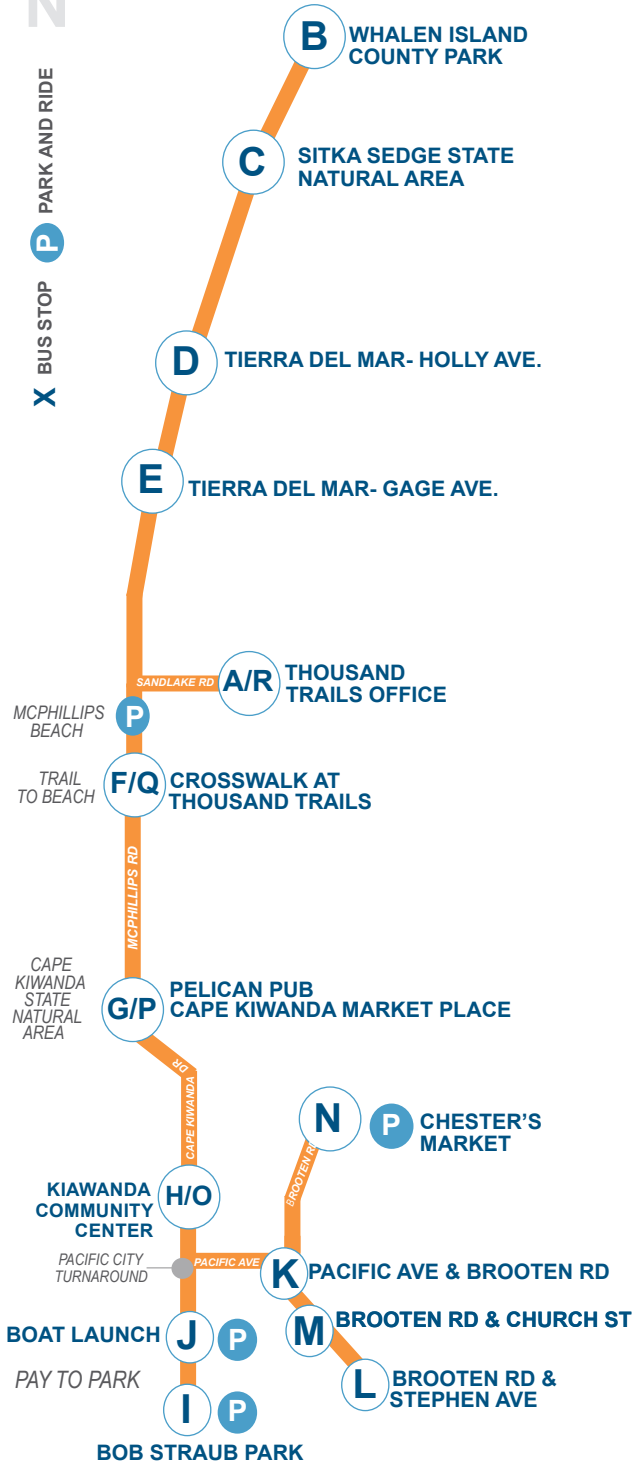 N
P PARK AND RIDE
X BUS STOP
B
WHALEN ISLAND
COUNTY PARK
C
SITKA SEDGE STATE
NATURAL AREA
D
TIERRA DEL MAR- HOLLY AVE.
E
TIERRA DEL MAR- GAGE AVE.
SANDLAKE RD
A/R
THOUSAND
TRAILS OFFICE
MCPHILLIPS
BEACH
P
TRAIL
TO BEACH
F/Q
CROSSWALK AT
THOUSAND TRAILS
MCPHILLIPS RD
CAPE
KIWANDA
STATE
NATURAL
AREA
G/P
PELICAN PUB
CAPE KIWANDA MARKET PLACE
CAPE KIWANDA DR
N
P
CHESTER'S
MARKET
BROOTEN RD
KIAWANDA
COMMUNITY
CENTER
H/O
PACIFIC CITY
TURNAROUND
PACIFIC AVE
K
PACIFIC AVE & BROOTEN RD
BOAT LAUNCH
J
P
M
BROOTEN RD & CHURCH ST
PAY TO PARK
L
BROOTEN RD &
STEPHEN AVE
I
P
BOB STRAUB PARK